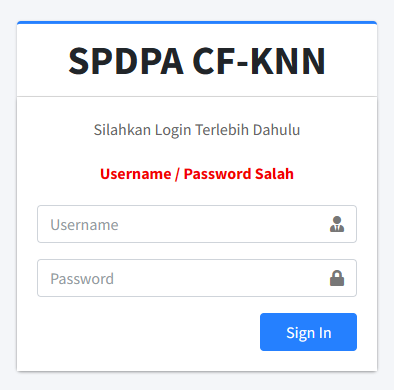 SPDPA CF-KNN
Silahkan Login Terlebih Dahulu
Username / Password Salah
Username
Password
Sign In